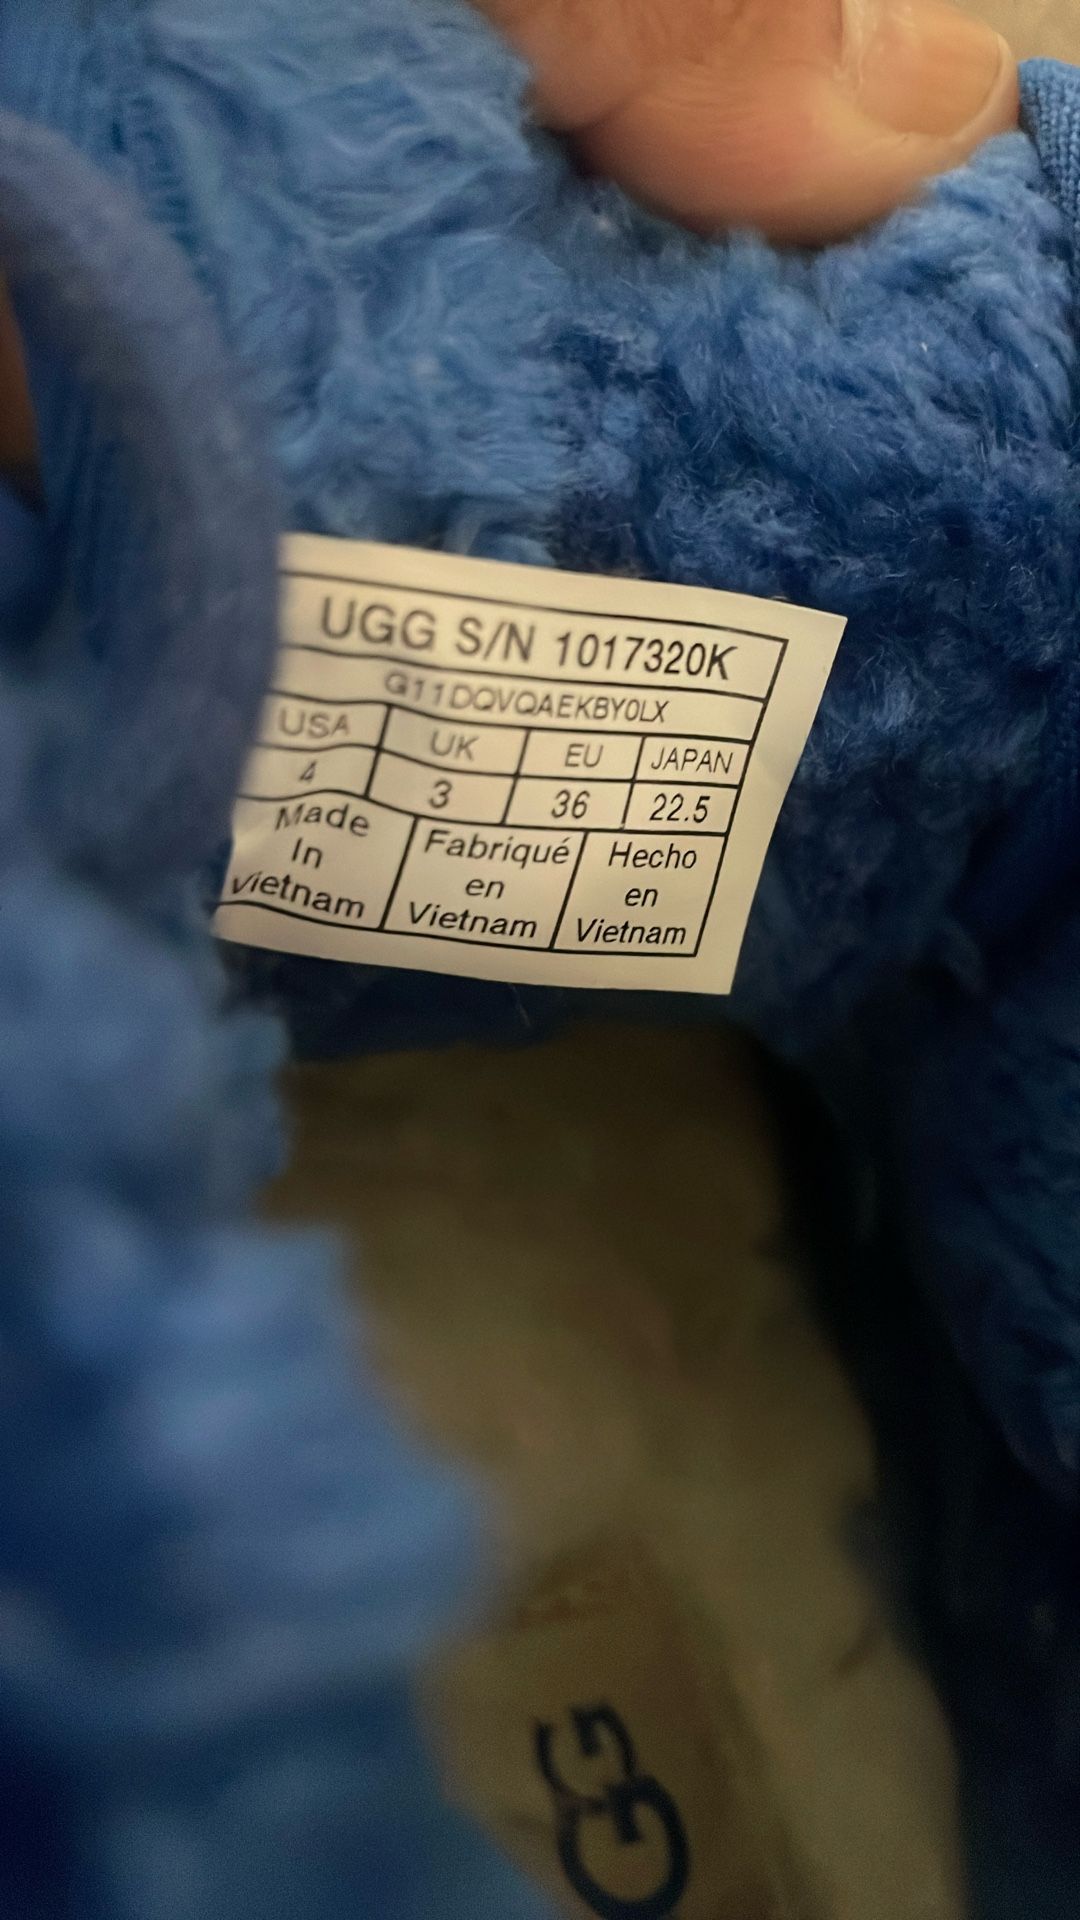 UGG S/N 1017320K
G11DQVQAEKBY0LX
USA UK EU JAPAN
4 3 36 22.5
Made Fabriqué Hecho
In en en
Vietnam Vietnam Vietnam
GG